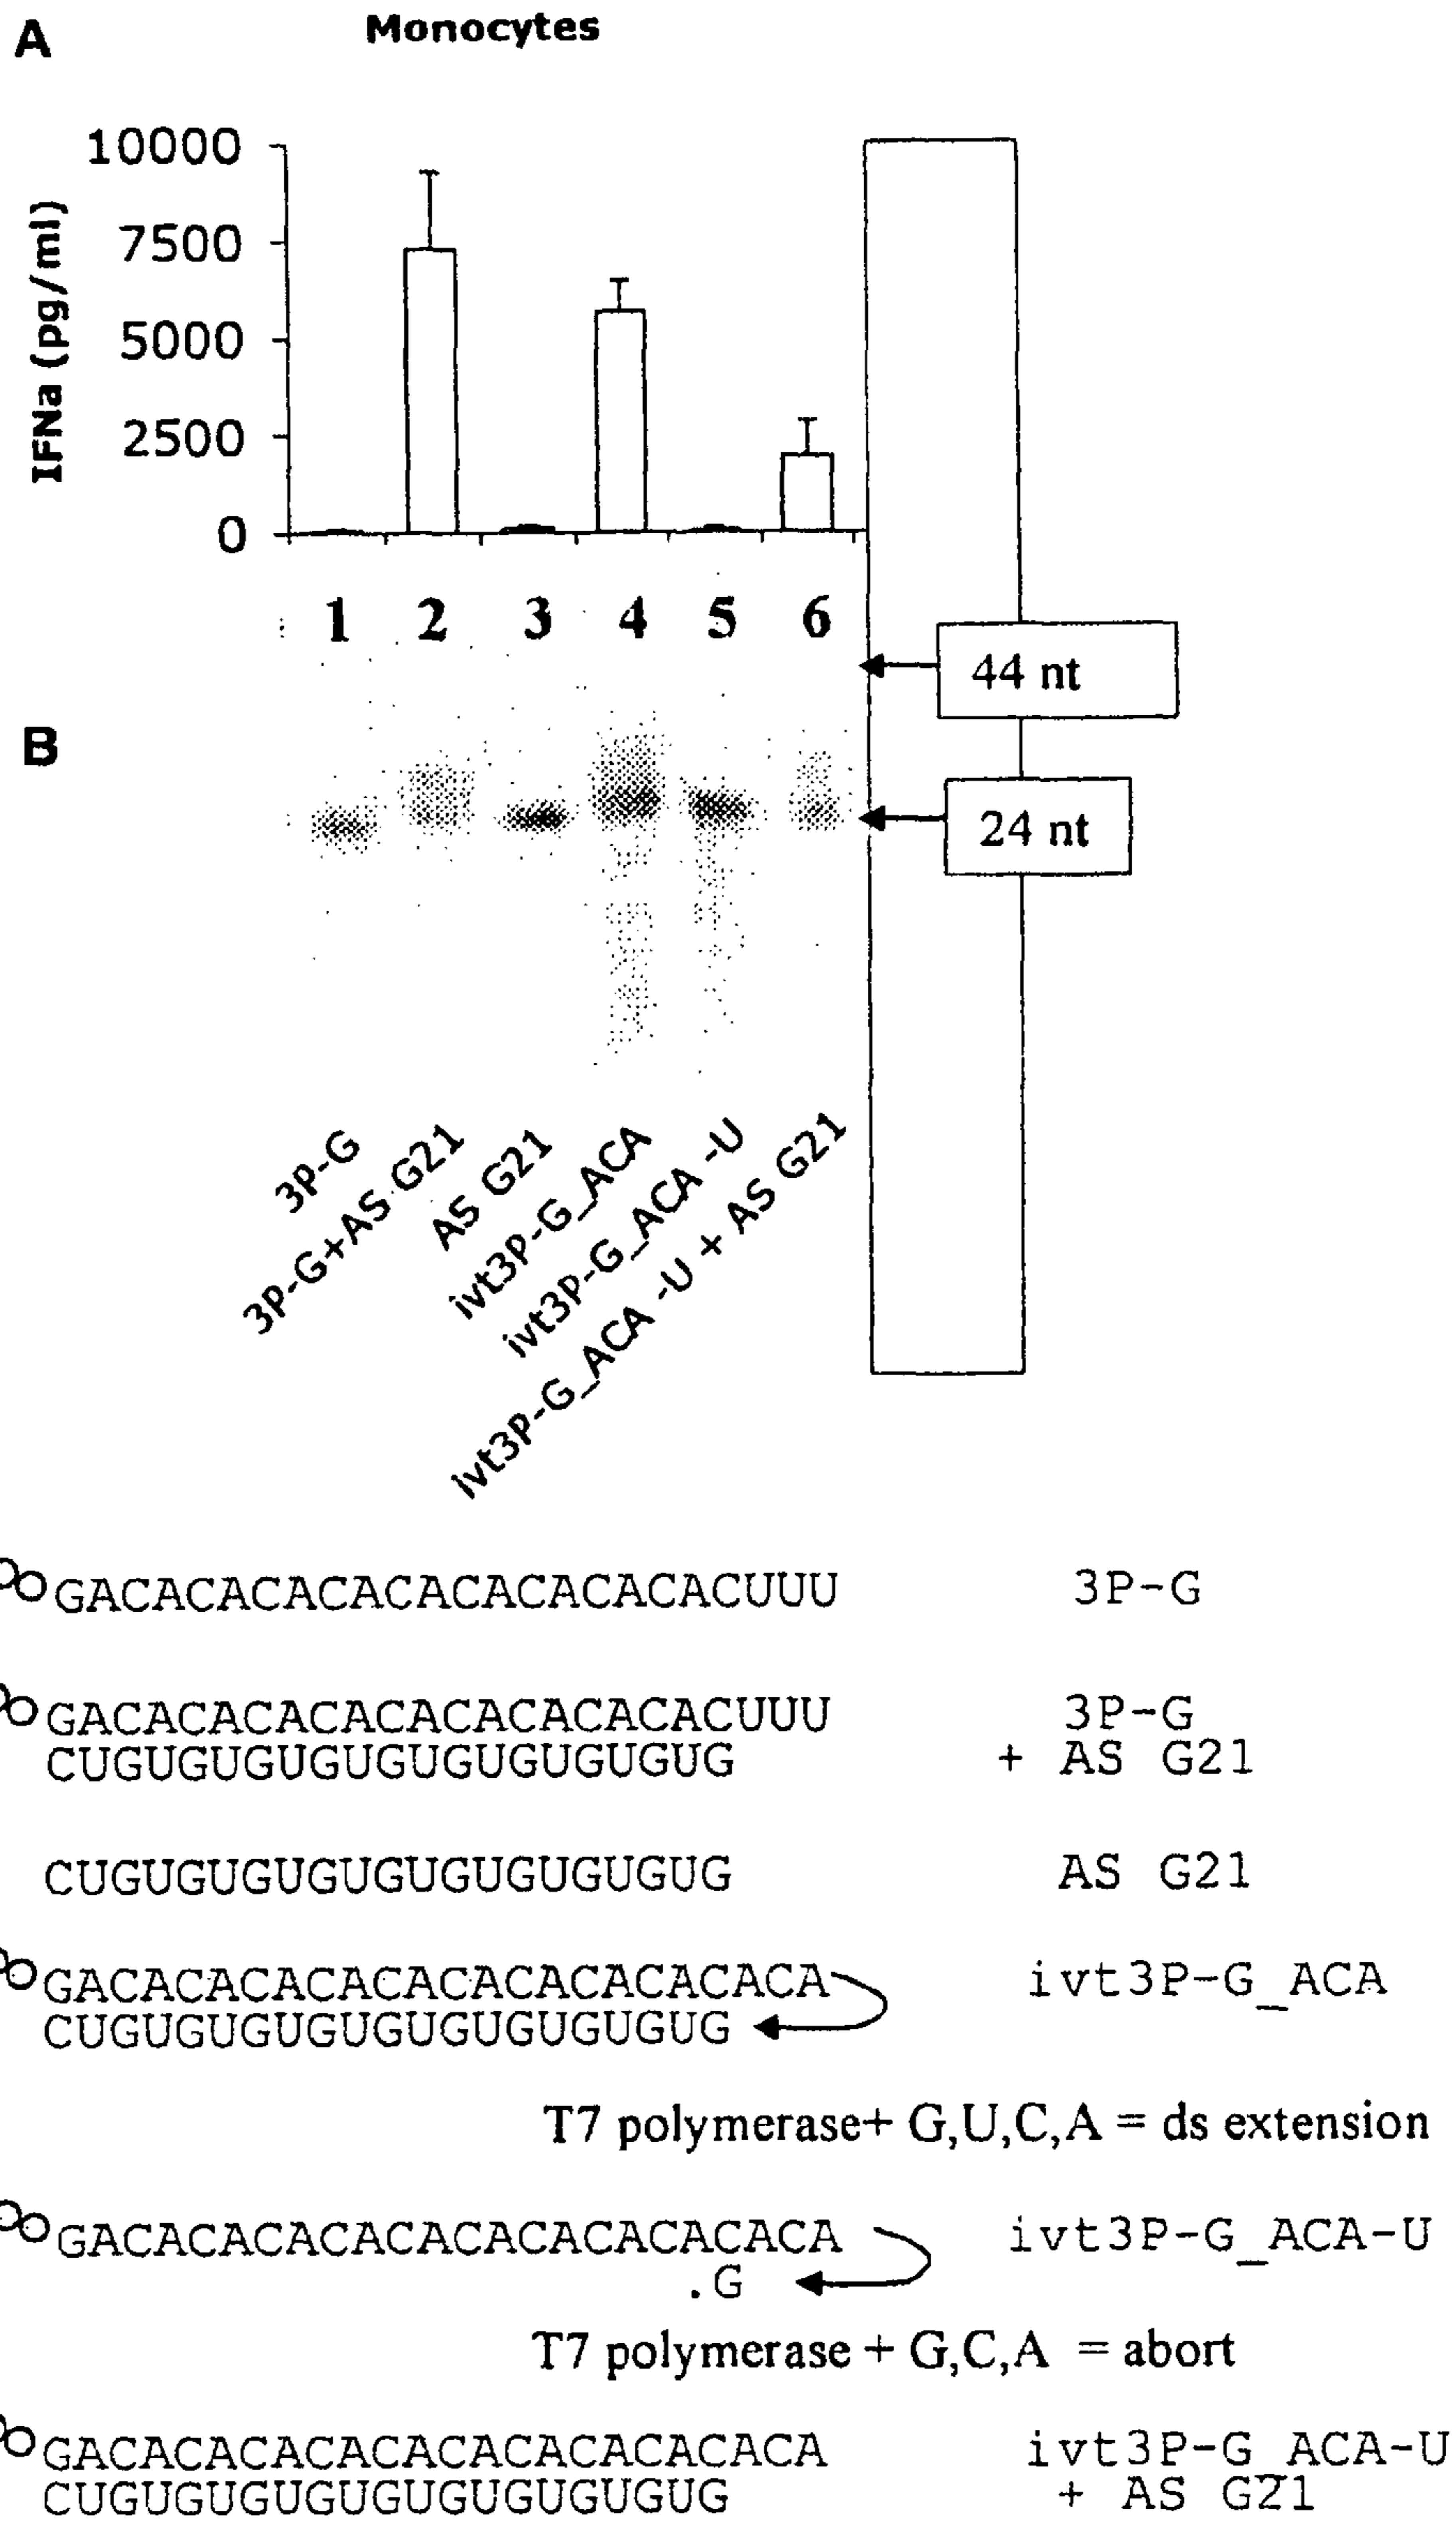 A
Monocytes
10000
7500
5000
2500
0
IFNa (pg/ml)
1 2 3 4 5 6
44 nt
B
24 nt
3P-G
3P-G+AS G21
AS G21
ivt3P-G_ACA
ivt3P-G_ACA -U
ivt3P-G_ACA -U + AS G21
GACACACACACACACACACACUUU 3P-G
GACACACACACACACACACACUUU 3P-G
CUGUGUGUGUGUGUGUGUGUG + AS G21
CUGUGUGUGUGUGUGUGUGUG AS G21
GACACACACACACACACACACACA ivt3P-G_ACA
CUGUGUGUGUGUGUGUGUGUG
T7 polymerase+ G,U,C,A = ds extension
GACACACACACACACACACACACA ivt3P-G_ACA-U
.G
T7 polymerase + G,C,A = abort
GACACACACACACACACACACACA ivt3P-G_ACA-U
CUGUGUGUGUGUGUGUGUGUG + AS G21